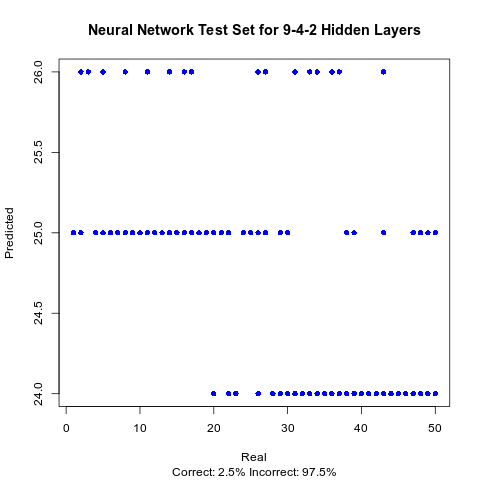 Neural Network Test Set for 9-4-2 Hidden Layers
26.0
25.5
25.0
24.5
24.0
Predicted
0 10 20 30 40 50
Real
Correct: 2.5% Incorrect: 97.5%